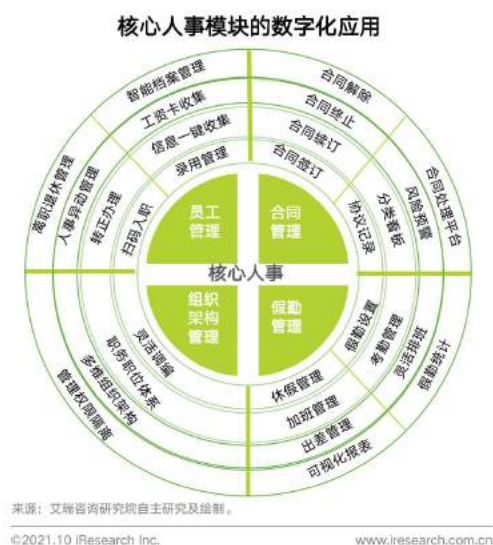 核心人事模块的数字化应用
智能档案管理
工资卡收集
信息一键收集
录用管理
离职退休管理
人事异动管理
转正办理
扫码入职
合同解除
合同终止
合同续订
合同签订
合同处理平台
风险预警
分类看板
协议记录
员工
管理
合同
管理
核心人事
组织
架构
管理
假勤
管理
灵活调编
职务职位体系
多维组织架构
管理权限隔离
假勤设置
考勤管理
灵活排班
假勤统计
休假管理
加班管理
出差管理
可视化报表
来源：艾瑞咨询研究院自主研究及绘制。
©2021.10 iResearch Inc.
www.iresearch.com.cn